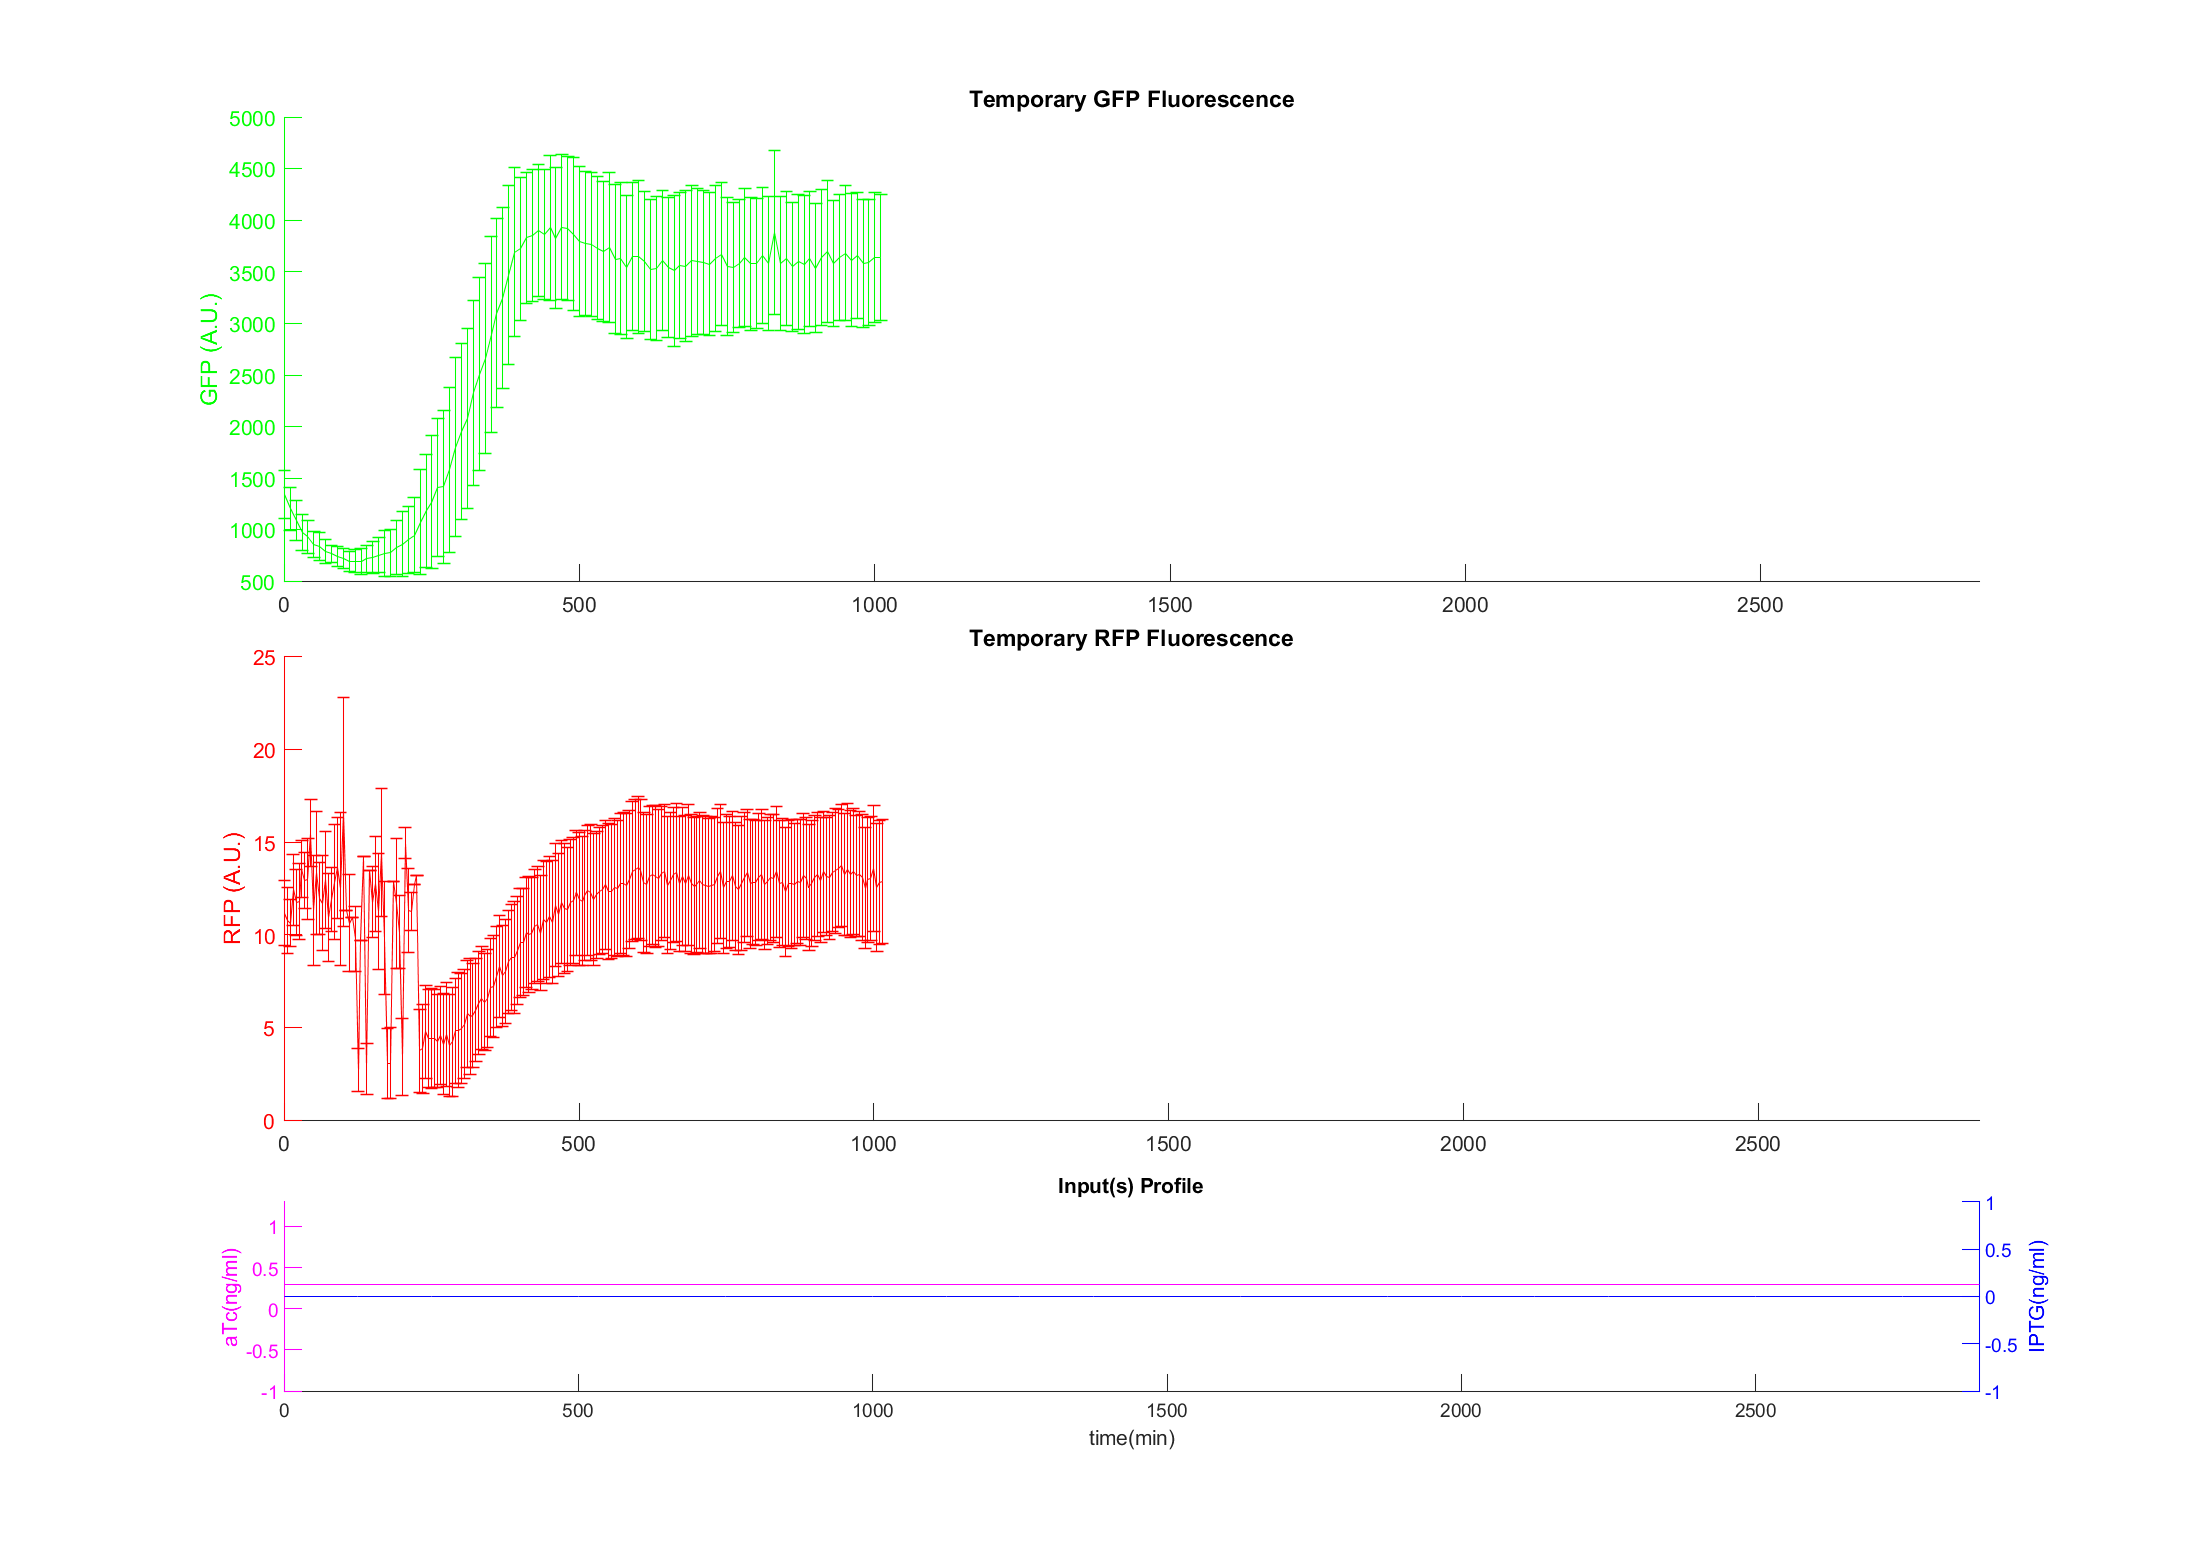 Temporary GFP Fluorescence
GFP (A.U.)
5000
4500
4000
3500
3000
2500
2000
1500
1000
500
0 500 1000 1500 2000 2500
Temporary RFP Fluorescence
RFP (A.U.)
25
20
15
10
5
0
0 500 1000 1500 2000 2500
Input(s) Profile
aTc(ng/ml)
1
0.5
0
-0.5
-1
1
0.5
0
-0.5
-1
IPTG(ng/ml)
0 500 1000 1500 2000 2500
time(min)